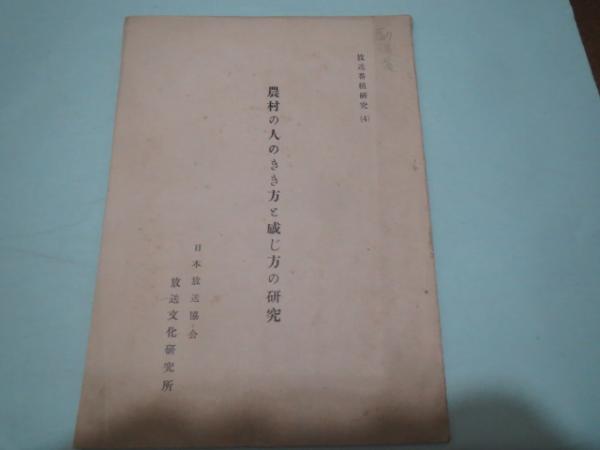 放送番組研究(4)
農村の人のきき方と感じ方の研究
日本放送協会
放送文化研究所